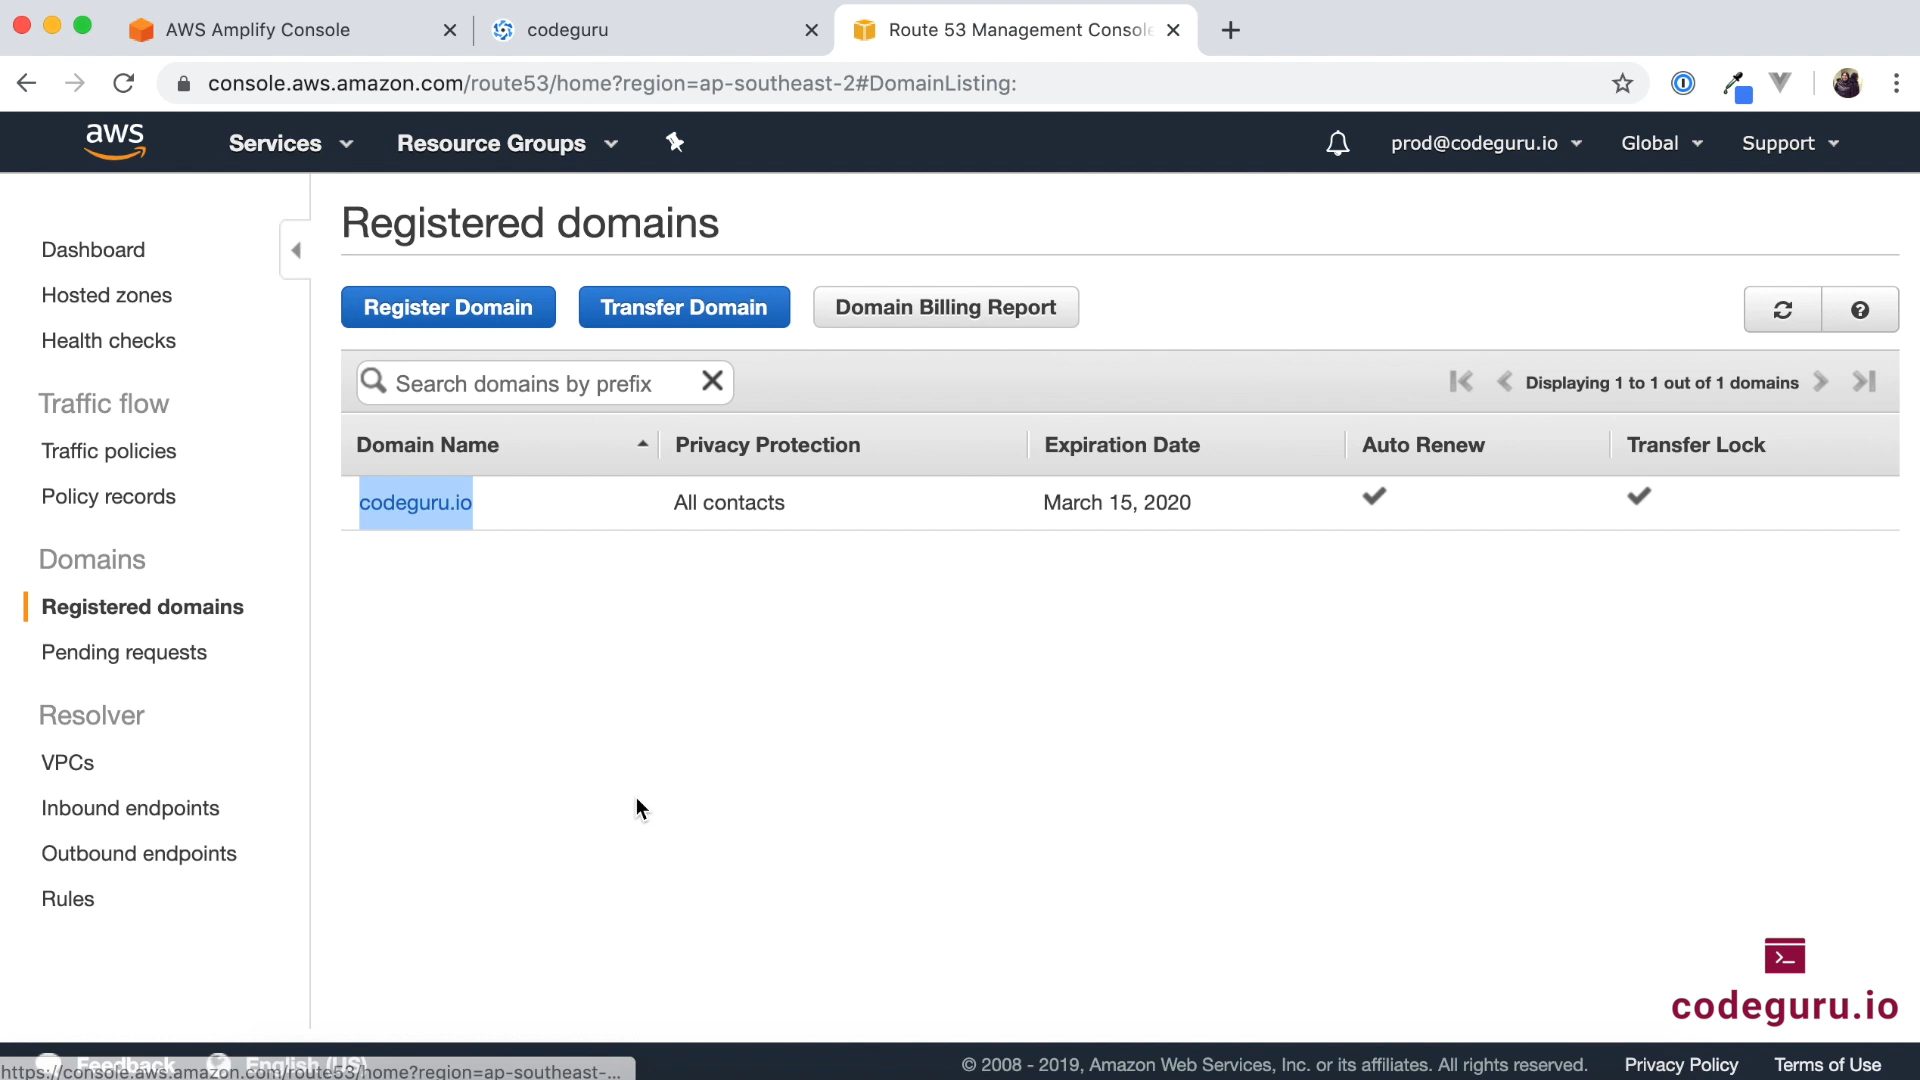 AWS Amplify Console
codeguru
Route 53 Management Console
console.aws.amazon.com/route53/home?region=ap-southeast-2#DomainListing:
aws
Services
Resource Groups
prod@codeguru.io
Global
Support
Registered domains
Dashboard
Hosted zones
Health checks
Traffic flow
Traffic policies
Policy records
Domains
Registered domains
Pending requests
Resolver
VPCs
Inbound endpoints
Outbound endpoints
Rules
Register Domain
Transfer Domain
Domain Billing Report
Search domains by prefix
Displaying 1 to 1 out of 1 domains
Domain Name Privacy Protection Expiration Date Auto Renew Transfer Lock
codeguru.io All contacts March 15, 2020
codeguru.io
Feedback English (US)
https://console.aws.amazon.com/route53/home?region=ap-southeast-...
© 2008 - 2019, Amazon Web Services, Inc. or its affiliates. All rights reserved. Privacy Policy Terms of Use